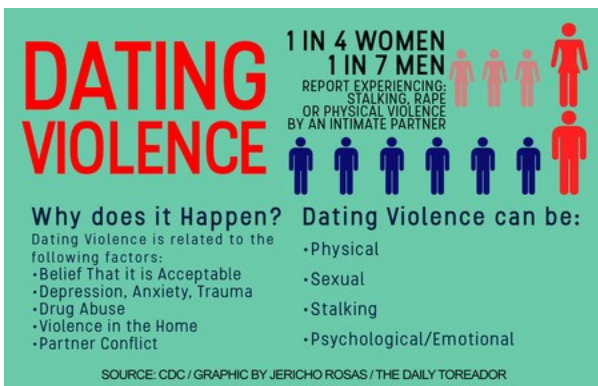 DATING
VIOLENCE
1 IN 4 WOMEN
1 IN 7 MEN
REPORT EXPERIENCING:
STALKING, RAPE
OR PHYSICAL VIOLENCE
BY AN INTIMATE PARTNER
Why does it Happen?
Dating Violence is related to the
following factors:
•Belief That it is Acceptable
•Depression, Anxiety, Trauma
•Drug Abuse
•Violence in the Home
•Partner Conflict
Dating Violence can be:
•Physical
•Sexual
•Stalking
•Psychological/Emotional
SOURCE: CDC / GRAPHIC BY JERICHO ROSAS / THE DAILY TOREADOR